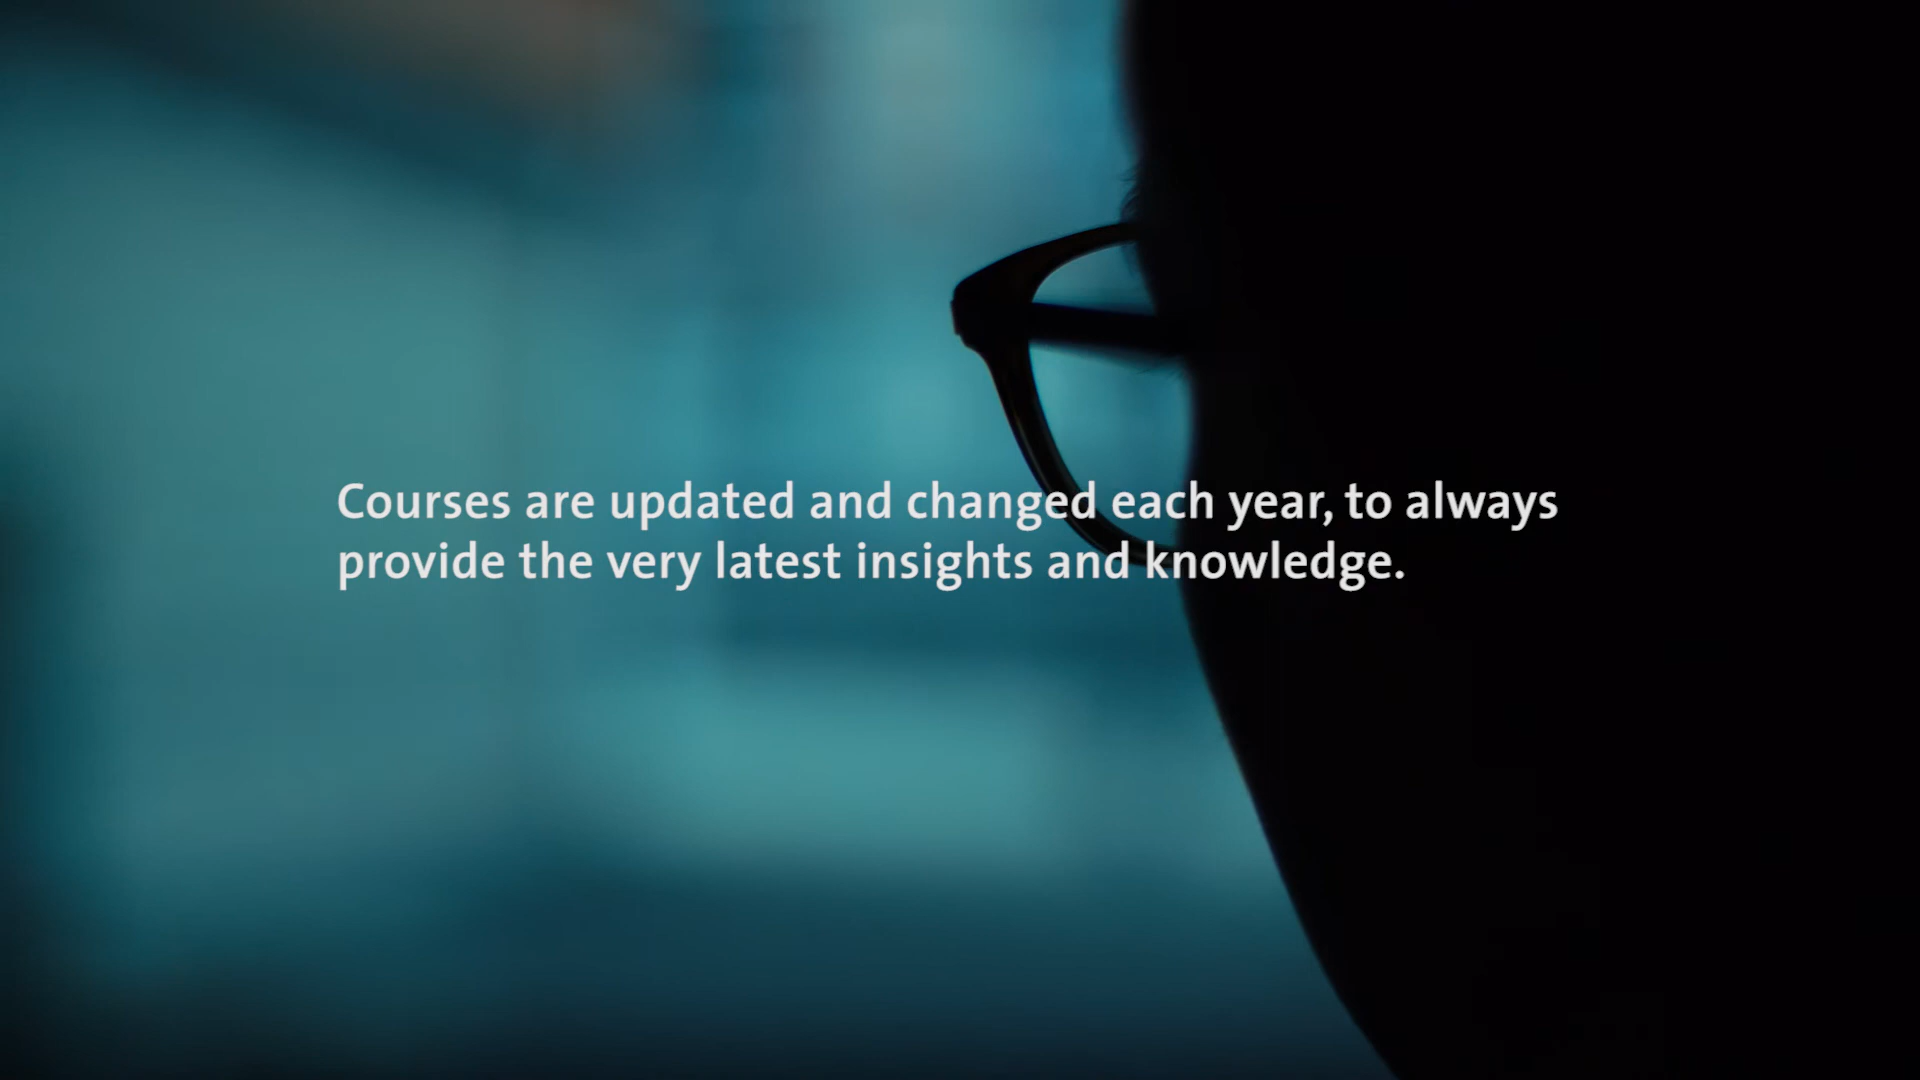 Courses are updated and changed each year, to always
provide the very latest insights and knowledge.